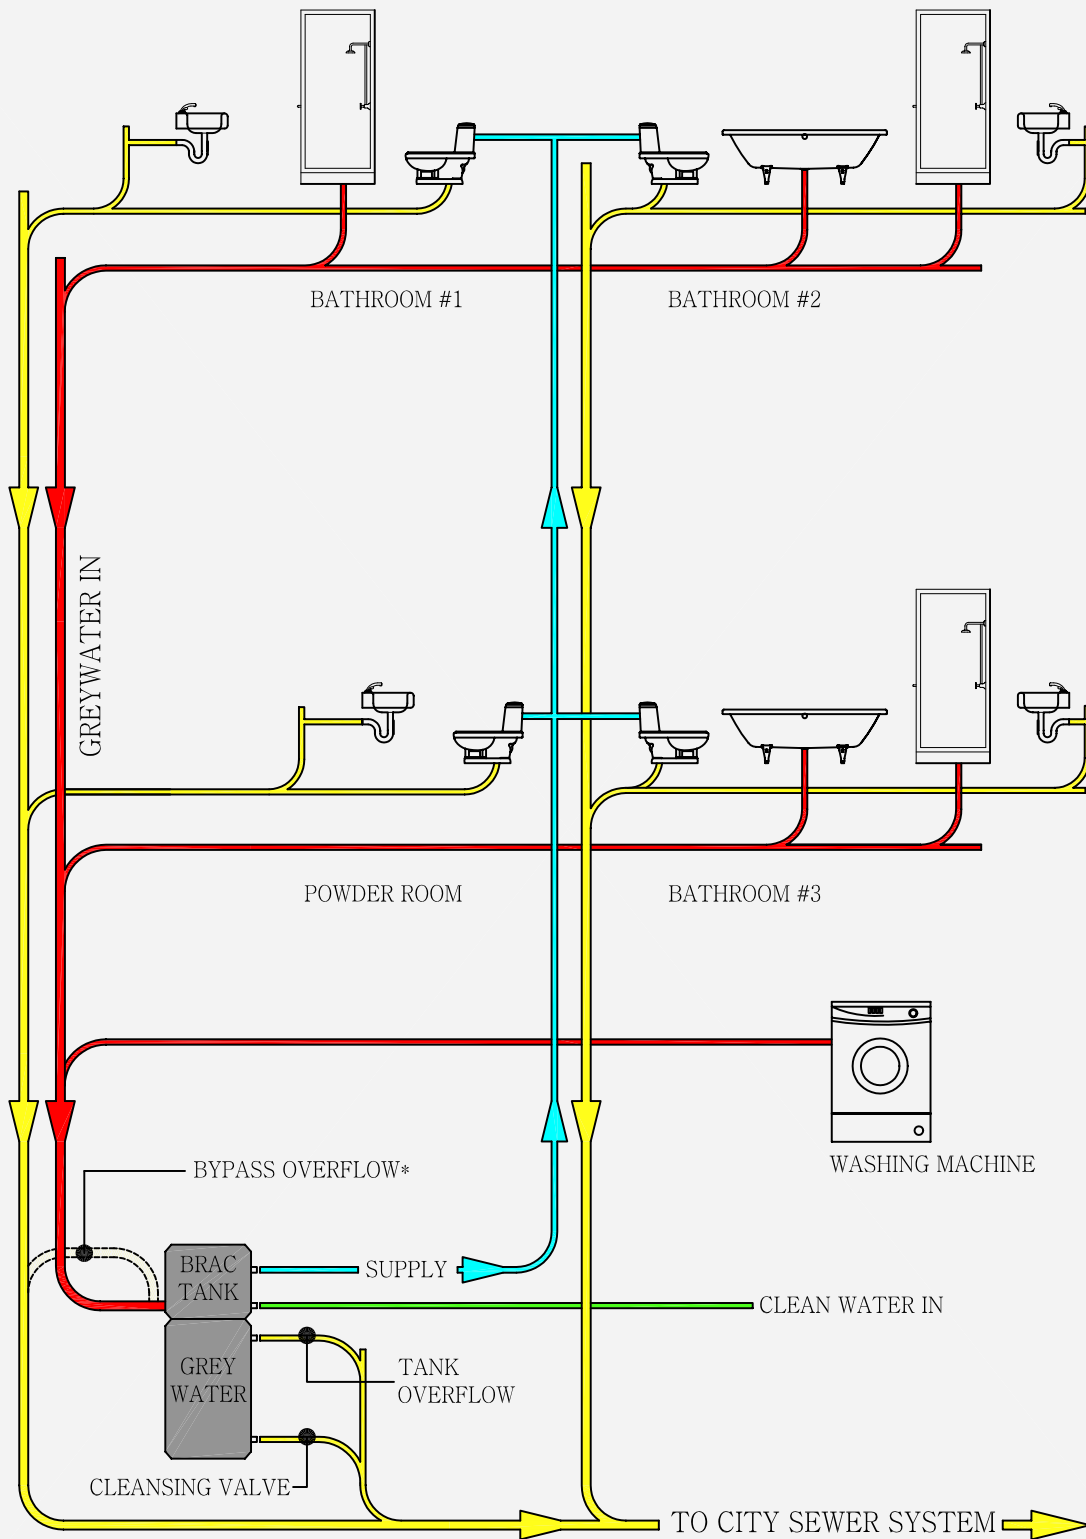 BATHROOM #1
BATHROOM #2
GREYWATER IN
POWDER ROOM
BATHROOM #3
WASHING MACHINE
BYPASS OVERFLOW*
BRAC
TANK
SUPPLY
CLEAN WATER IN
GREY
WATER
TANK
OVERFLOW
CLEANSING VALVE
TO CITY SEWER SYSTEM